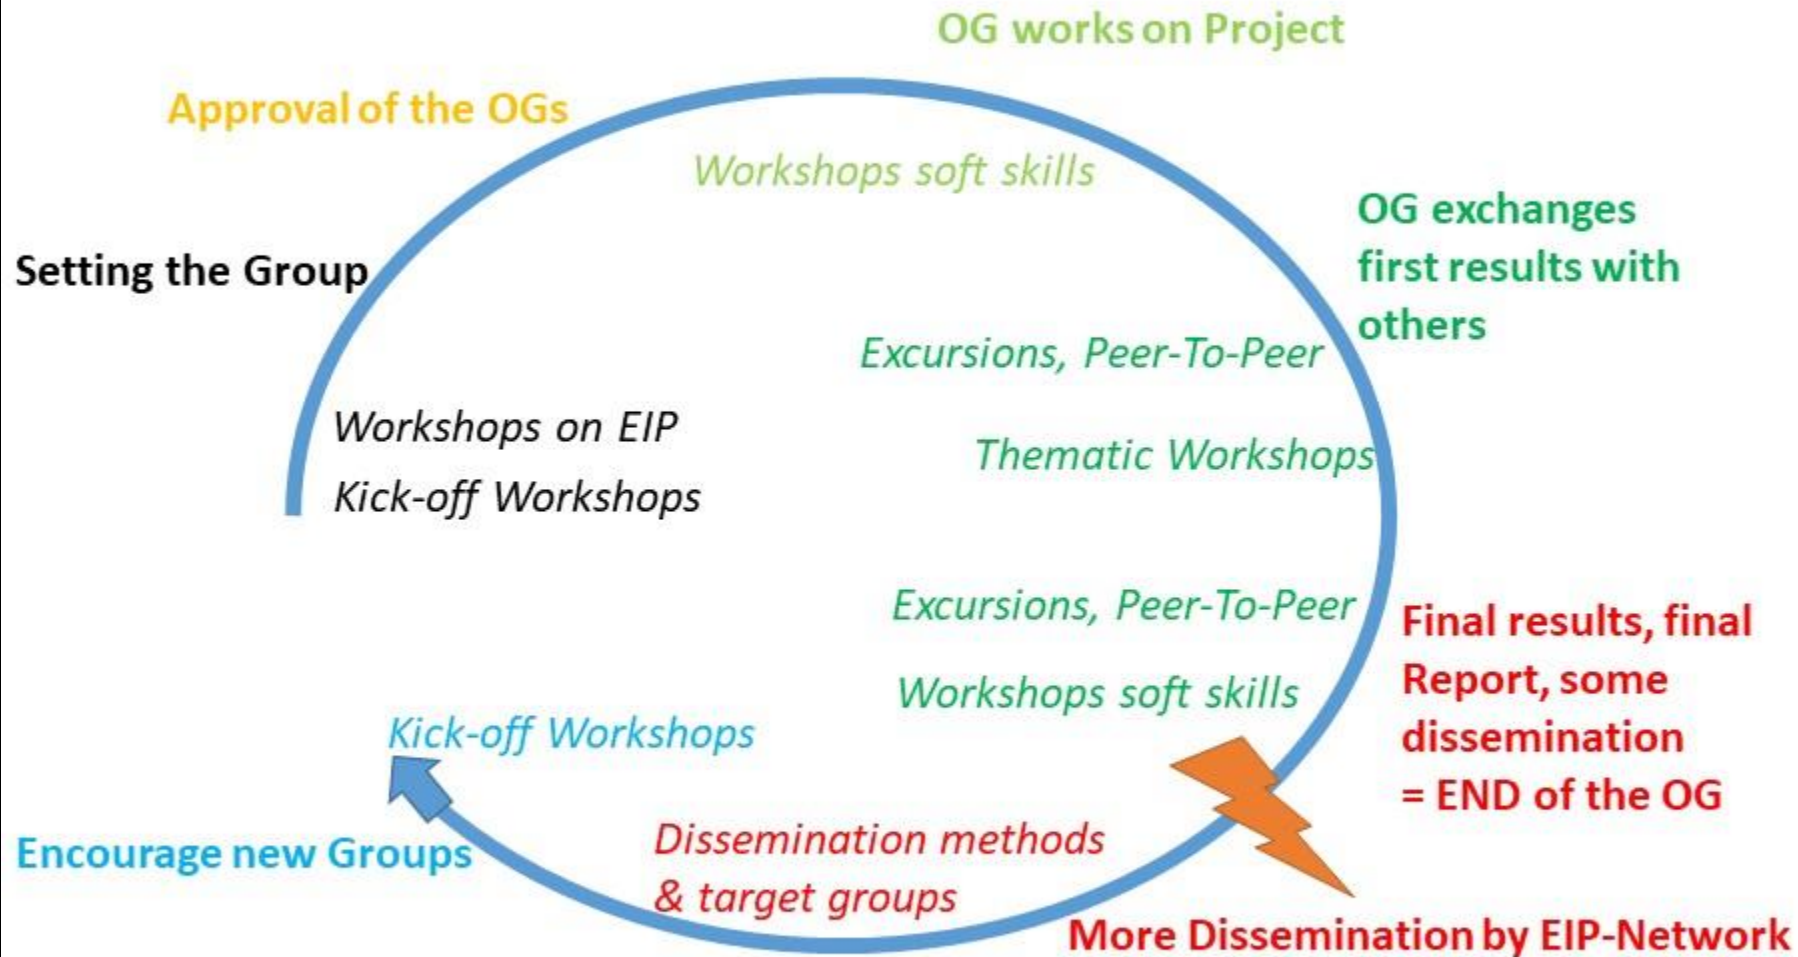 OG works on Project
Approval of the OGs
Workshops soft skills
OG exchanges
first results with
others
Setting the Group
Excursions, Peer-To-Peer
Workshops on EIP
Thematic Workshops
Kick-off Workshops
Excursions, Peer-To-Peer
Final results, final
Report, some
dissemination
= END of the OG
Workshops soft skills
Kick-off Workshops
Encourage new Groups
Dissemination methods
& target groups
More Dissemination by EIP-Network